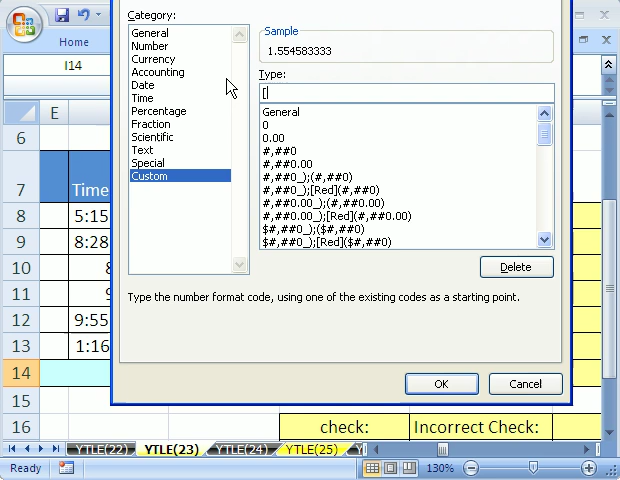 Category:
General
Number
Currency
Accounting
Date
Time
Percentage
Fraction
Scientific
Text
Special
Custom
Sample
1.554583333
Type:
[
General
0
0.00
#,##0
#,##0.00
#,##0_);(#,##0)
#,##0_);[Red](#,##0)
#,##0.00_);(#,##0.00)
#,##0.00_);[Red](#,##0.00)
$#,##0_);($#,##0)
$#,##0_);[Red]($#,##0)
Delete
Type the number format code, using one of the existing codes as a starting point.
OK
Cancel
Home
I14
E
6
7
Time
8
5:15
9
8:28
10
11
12
9:55
13
1:16
14
15
16
check:
Incorrect Check:
YTLE(22)
YTLE(23)
YTLE(24)
YTLE(25)
Ready
130%